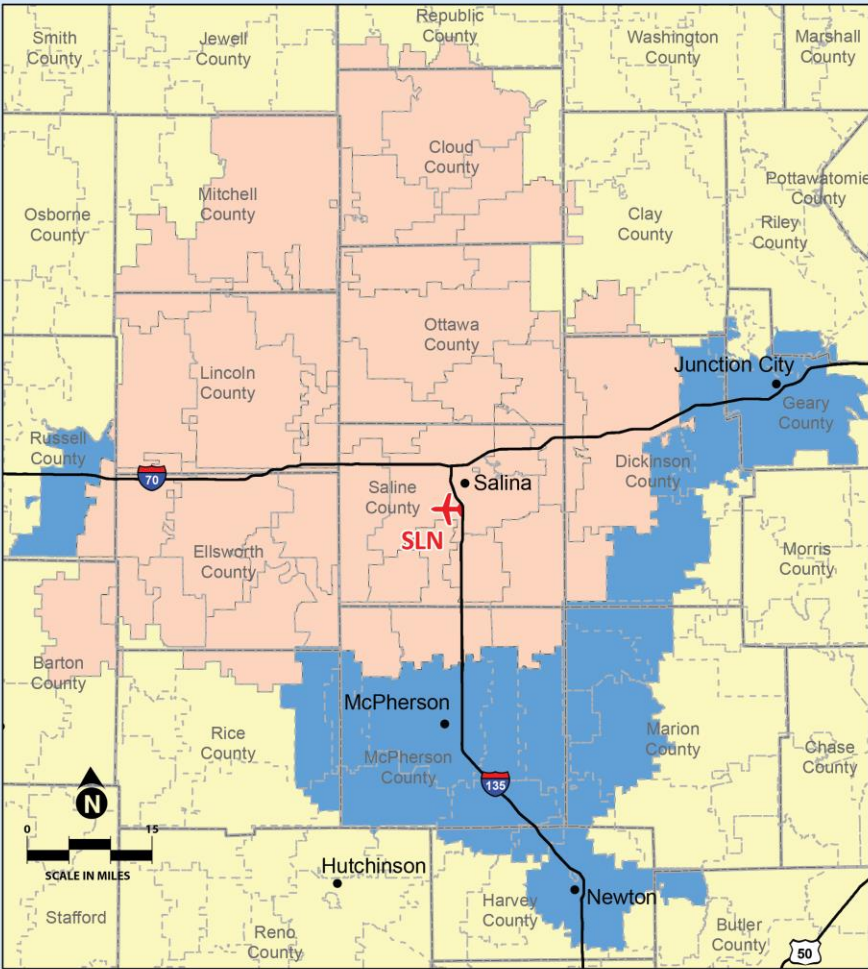 Smith
County
Jewell
County
Republic
County
Washington
County
Marshall
County
Osborne
County
Mitchell
County
Cloud
County
Clay
County
Pottawatomie
County
Riley
County
Lincoln
County
Ottawa
County
Junction City
Geary
County
Russell
County
70
Saline
County
Salina
SLN
Dickinson
County
Ellsworth
County
Morris
County
Barton
County
Rice
County
McPherson
McPherson
County
Marion
County
Chase
County
135
N
0 15
SCALE IN MILES
Hutchinson
Newton
Stafford
Reno
County
Harvey
County
Butler
County
50